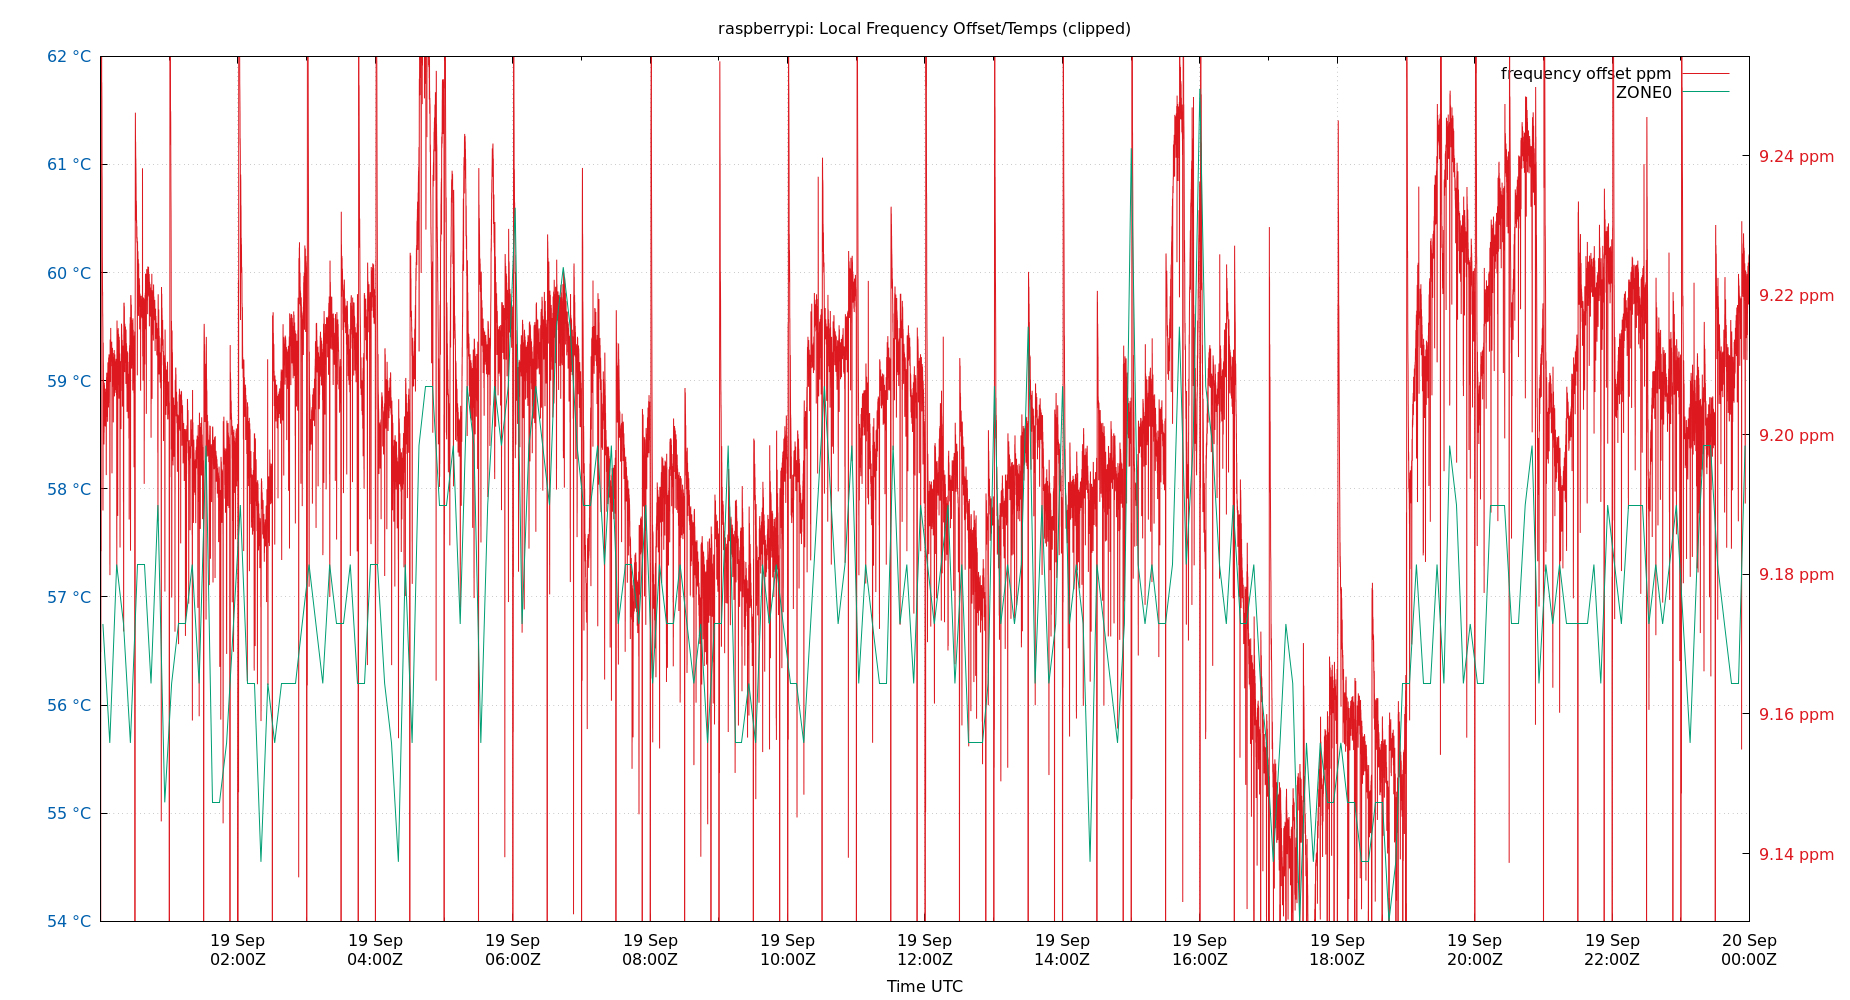 raspberrypi: Local Frequency Offset/Temps (clipped)
62 °C
61 °C
60 °C
59 °C
58 °C
57 °C
56 °C
55 °C
54 °C
frequency offset ppm
ZONE0
9.24 ppm
9.22 ppm
9.20 ppm
9.18 ppm
9.16 ppm
9.14 ppm
19 Sep 19 Sep 19 Sep 19 Sep 19 Sep 19 Sep 19 Sep 19 Sep 19 Sep 19 Sep 19 Sep 20 Sep
02:00Z 04:00Z 06:00Z 08:00Z 10:00Z 12:00Z 14:00Z 16:00Z 18:00Z 20:00Z 22:00Z 00:00Z
Time UTC